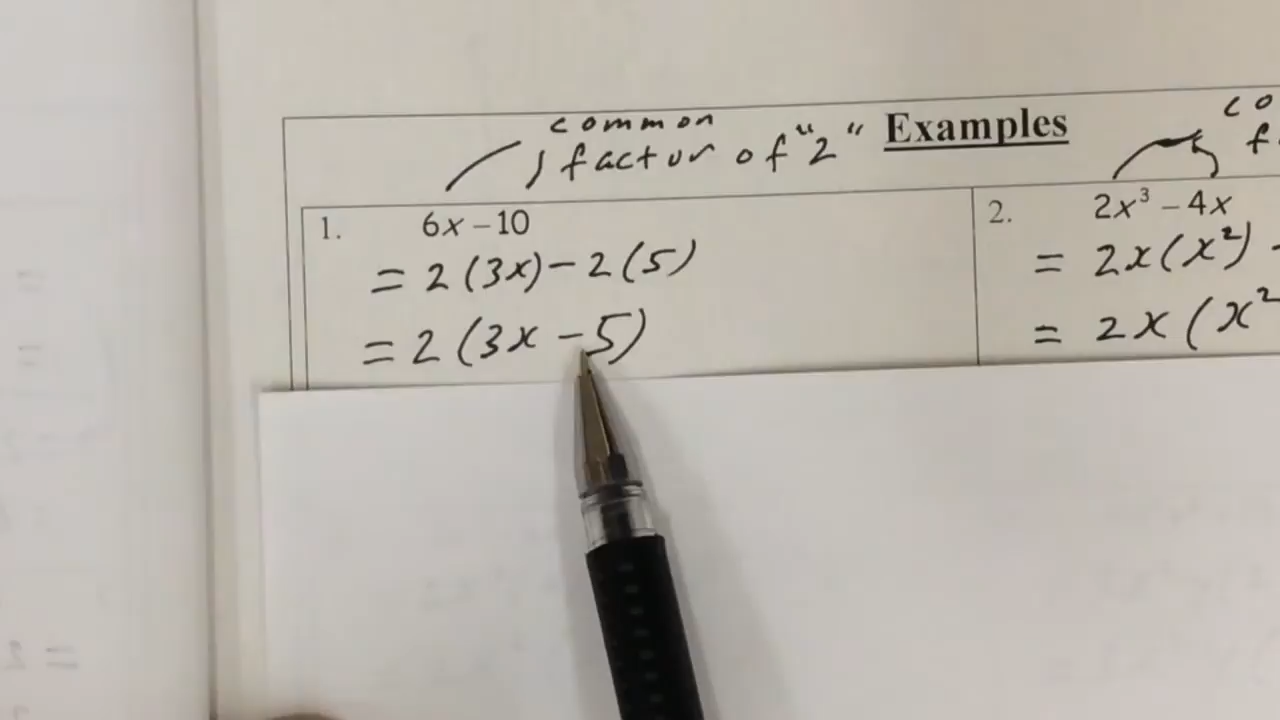 common
factor of "2"
Examples
1. 6x – 10
= 2(3x) – 2(5)
= 2(3x – 5)
2. 2x³ – 4x
= 2x(x²) -
= 2x(x²